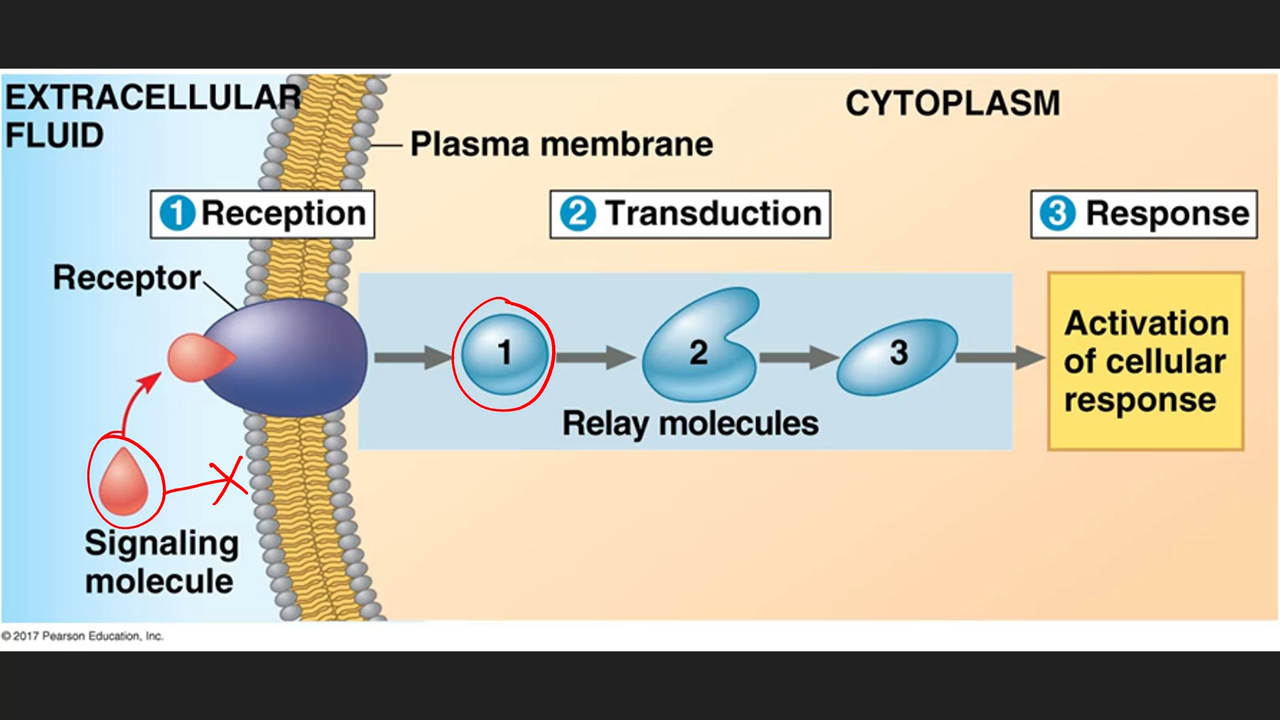 EXTRACELLULAR
FLUID
CYTOPLASM
Plasma membrane
1 Reception
2 Transduction
3 Response
Receptor
1
2
3
Relay molecules
Activation
of cellular
response
Signaling
molecule
© 2017 Pearson Education, Inc.